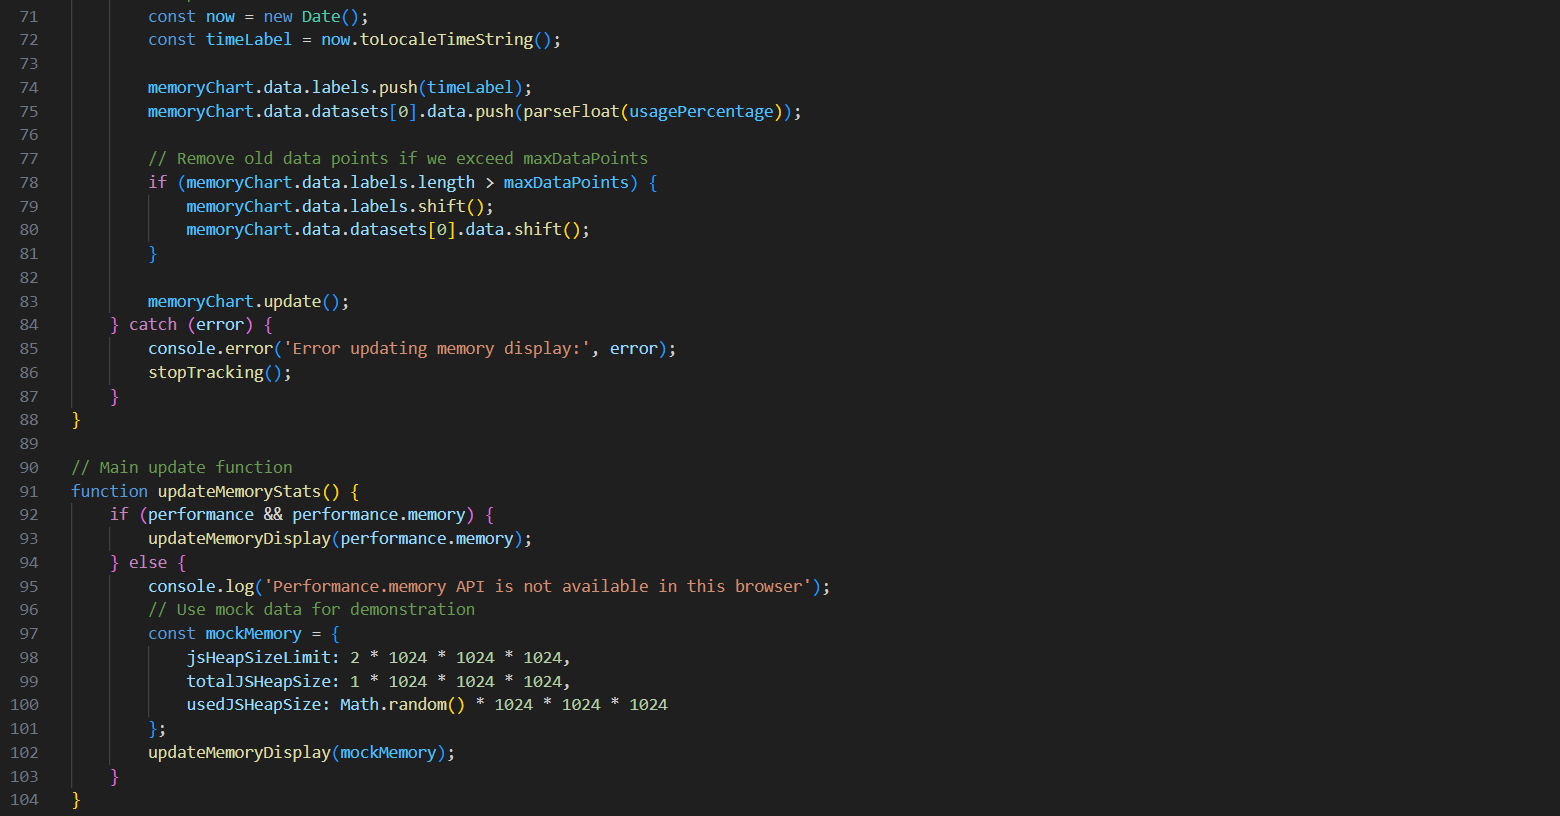 71 const now = new Date();
72 const timeLabel = now.toLocaleTimeString();
73
74 memoryChart.data.labels.push(timeLabel);
75 memoryChart.data.datasets[0].data.push(parseFloat(usagePercentage));
76
77 // Remove old data points if we exceed maxDataPoints
78 if (memoryChart.data.labels.length > maxDataPoints) {
79 memoryChart.data.labels.shift();
80 memoryChart.data.datasets[0].data.shift();
81 }
82
83 memoryChart.update();
84 } catch (error) {
85 console.error('Error updating memory display:', error);
86 stopTracking();
87 }
88 }
89
90 // Main update function
91 function updateMemoryStats() {
92 if (performance && performance.memory) {
93 updateMemoryDisplay(performance.memory);
94 } else {
95 console.log('Performance.memory API is not available in this browser');
96 // Use mock data for demonstration
97 const mockMemory = {
98 jsHeapSizeLimit: 2 * 1024 * 1024 * 1024,
99 totalJSHeapSize: 1 * 1024 * 1024 * 1024,
100 usedJSHeapSize: Math.random() * 1024 * 1024 * 1024
101 };
102 updateMemoryDisplay(mockMemory);
103 }
104 }